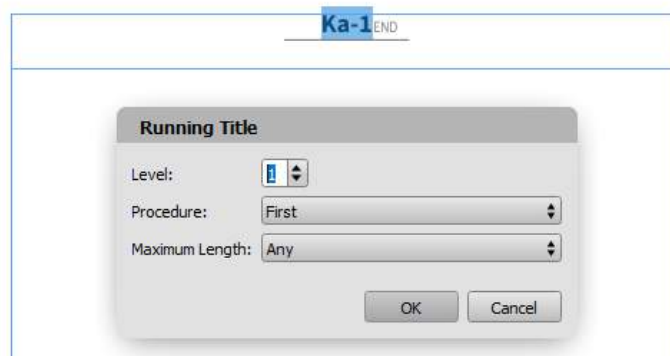 Ka-1END
Running Title
Level: 1
Procedure: First
Maximum Length: Any
OK Cancel